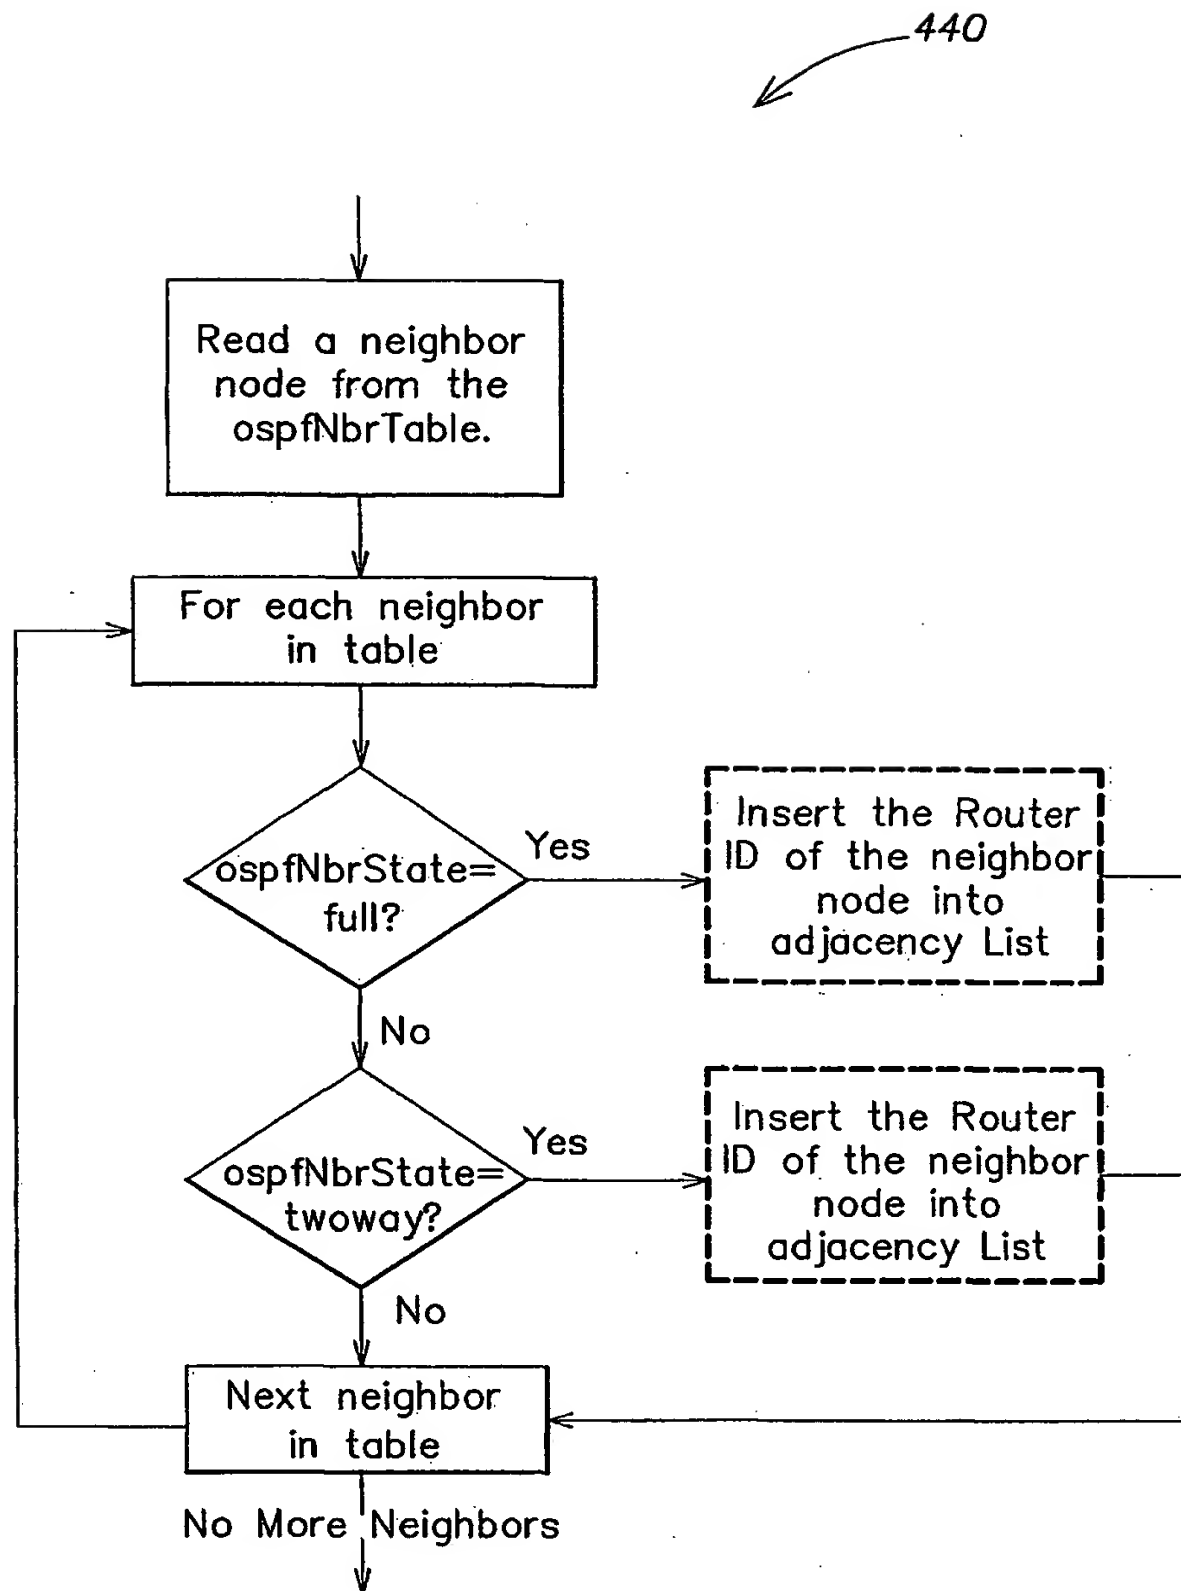 440
Read a neighbor
node from the
ospfNbrTable.
For each neighbor
in table
ospfNbrState=
full?
Yes
Insert the Router
ID of the neighbor
node into
adjacency List
No
ospfNbrState=
twoway?
Yes
Insert the Router
ID of the neighbor
node into
adjacency List
No
Next neighbor
in table
No More Neighbors